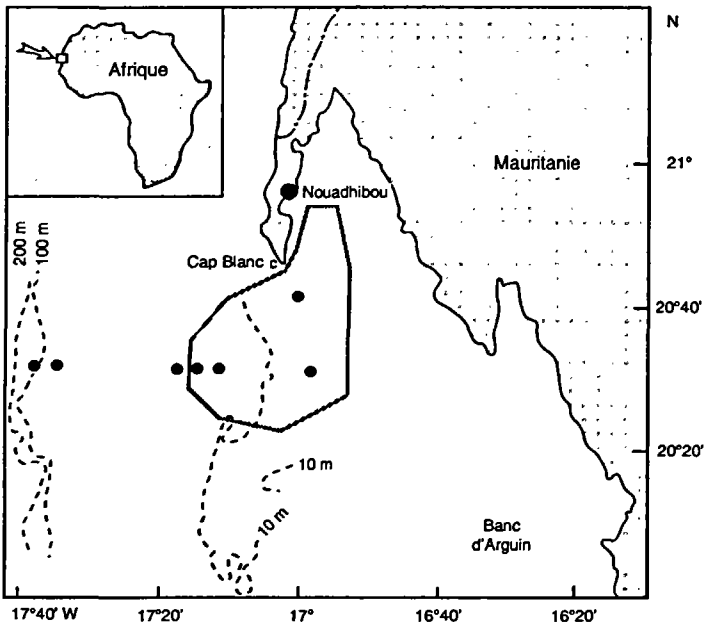 N
Afrique
Mauritanie
21°
Nouadhibou
200 m
100 m
Cap Blanc
20°40'
20°20'
10 m
10 m
Banc
d'Arguin
17°40' W
17°20'
17°
16°40'
16°20'